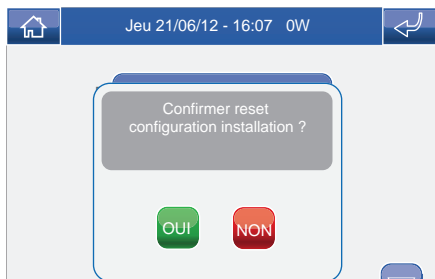 Jeu 21/06/12 - 16:07 0W
Confirmer reset
configuration installation ?
OUI NON